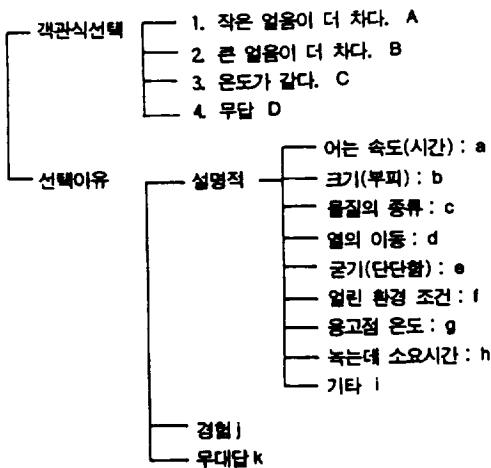 객관식선택
1. 작은 얼음이 더 차다. A
2. 큰 얼음이 더 차다. B
3. 온도가 같다. C
4. 무답 D
선택이유
설명적
어는 속도(시간) : a
크기(부피) : b
물질의 종류 : c
열의 이동 : d
굳기(단단함) : e
얼린 환경 조건 : f
응고점 온도 : g
녹는데 소요시간 : h
기타 i
경험 j
무대답 k